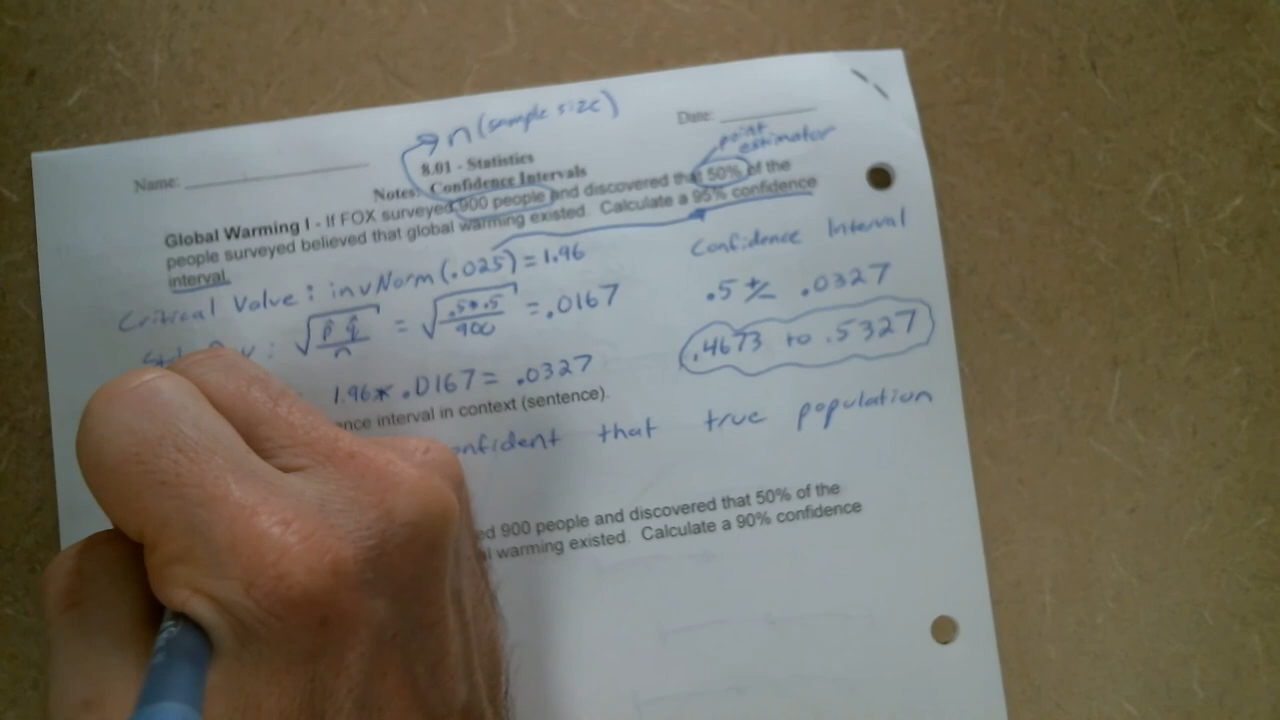 n (sample size)
Name: Date:
point
estimator
8.01 - Statistics
Notes: Confidence Intervals
Global Warming I - If FOX surveyed 900 people and discovered that 50% of the
people surveyed believed that global warming existed. Calculate a 95% confidence
interval.
Critical Value: invNorm (.025) = 1.96
Confidence Interval
√(p̂ q̂ / n) = √(.5*.5 / 900) = .0167
.5 +/- .0327
.4673 to .5327
1.96* .0167 = .0327
interval in context (sentence).
that true population
900 people and discovered that 50% of the
warming existed. Calculate a 90% confidence